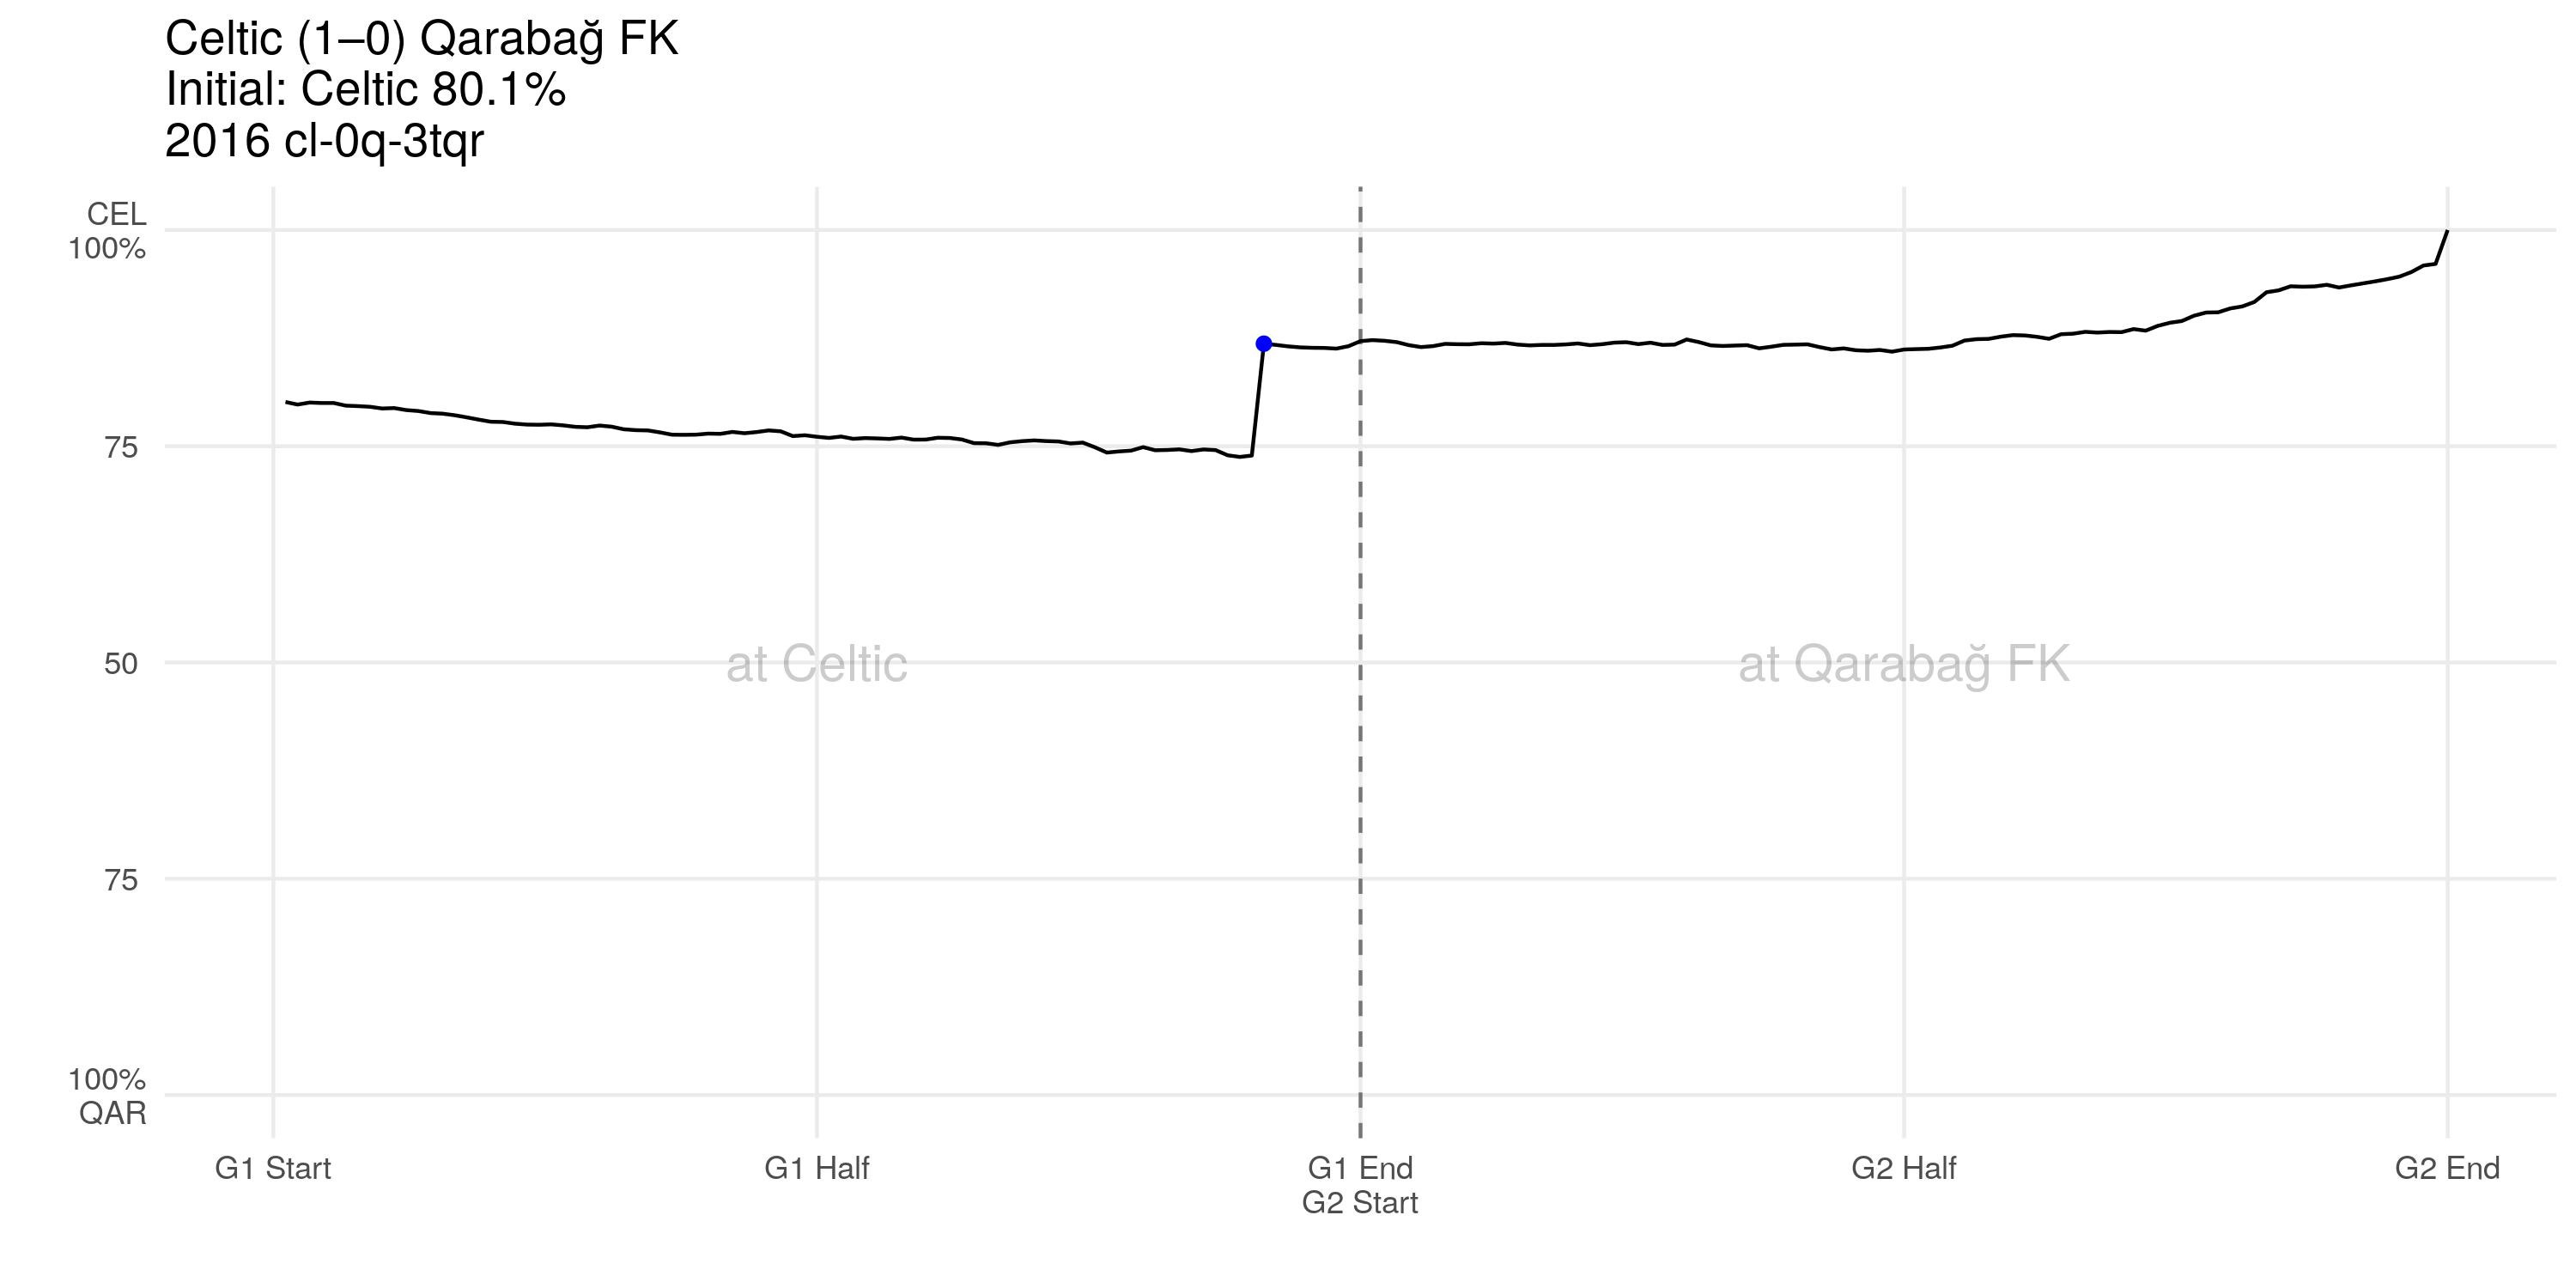 Celtic (1–0) Qarabağ FK
Initial: Celtic 80.1%
2016 cl-0q-3tqr
CEL
100%
75
50
75
100%
QAR
at Celtic
at Qarabağ FK
G1 Start
G1 Half
G1 End
G2 Start
G2 Half
G2 End